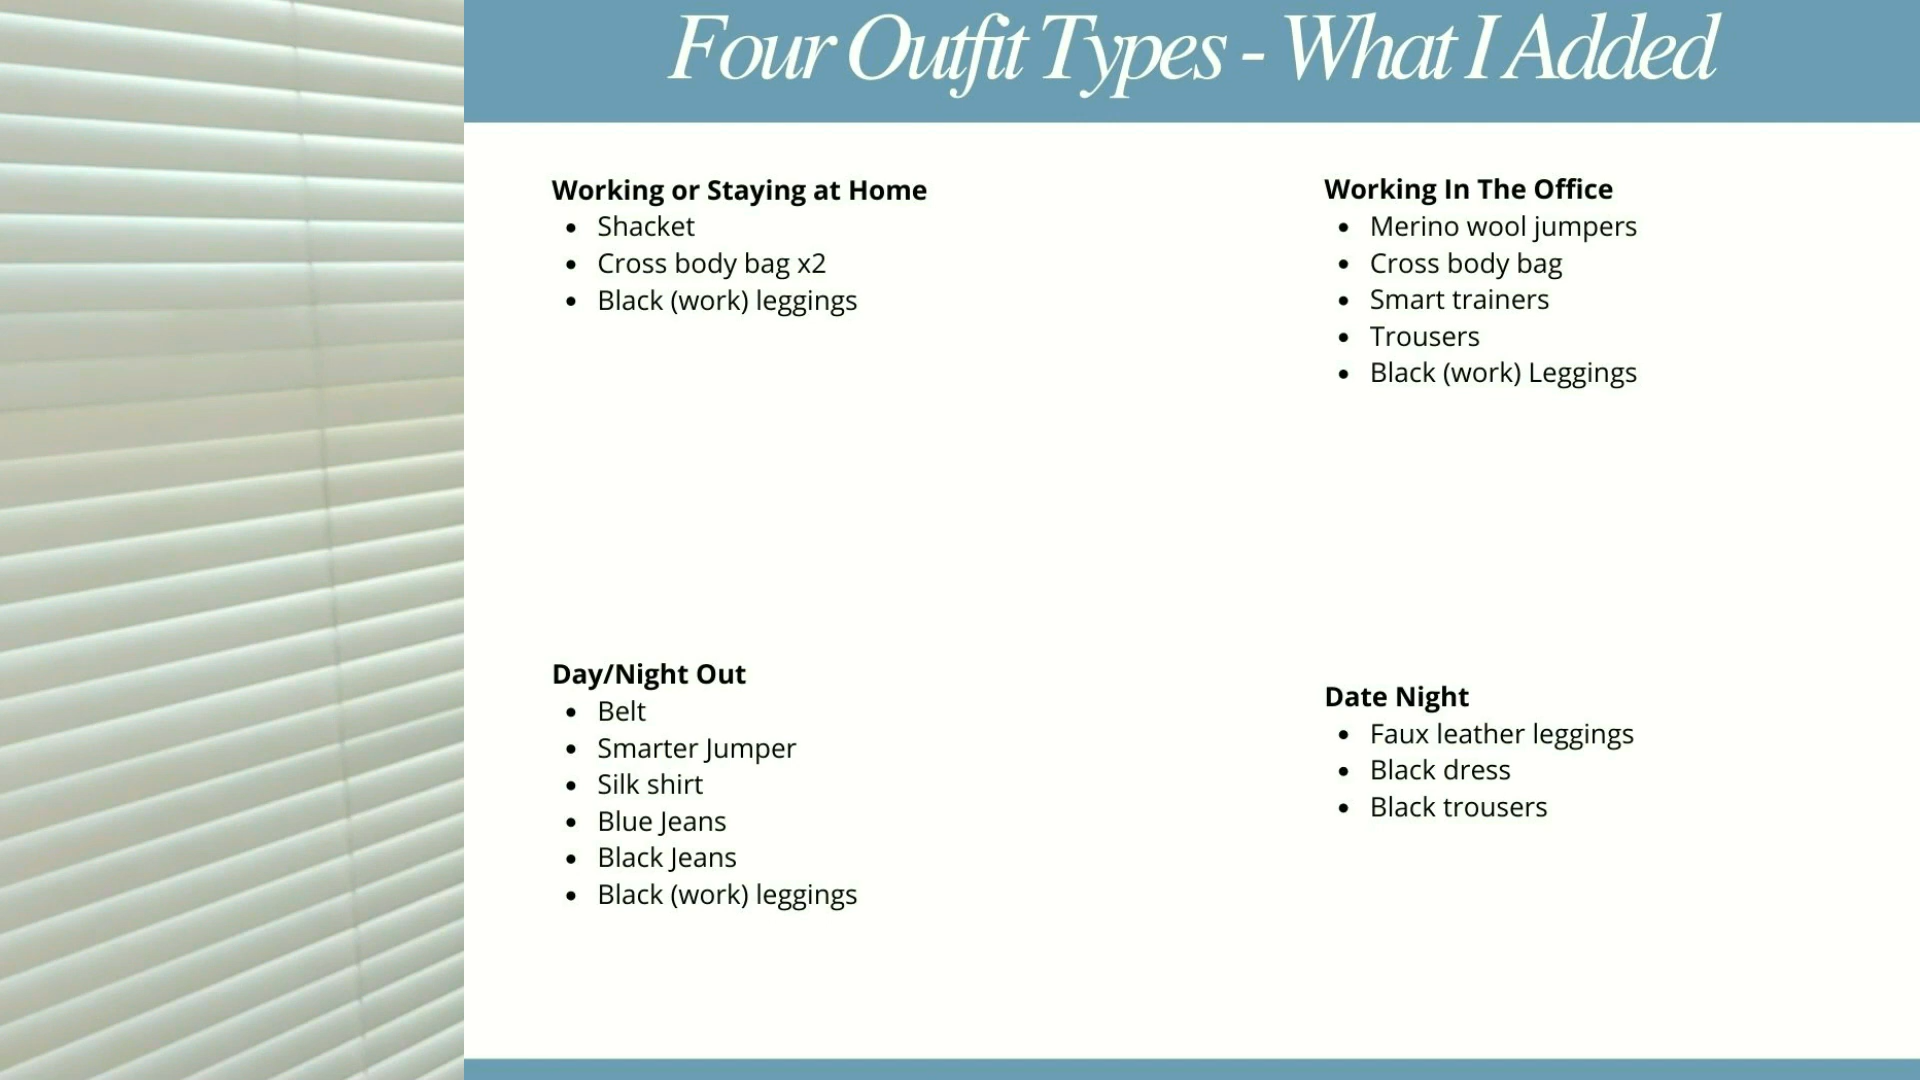 Four Outfit Types - What I Added
Working or Staying at Home
• Shacket
• Cross body bag x2
• Black (work) leggings
Working In The Office
• Merino wool jumpers
• Cross body bag
• Smart trainers
• Trousers
• Black (work) Leggings
Day/Night Out
• Belt
• Smarter Jumper
• Silk shirt
• Blue Jeans
• Black Jeans
• Black (work) leggings
Date Night
• Faux leather leggings
• Black dress
• Black trousers